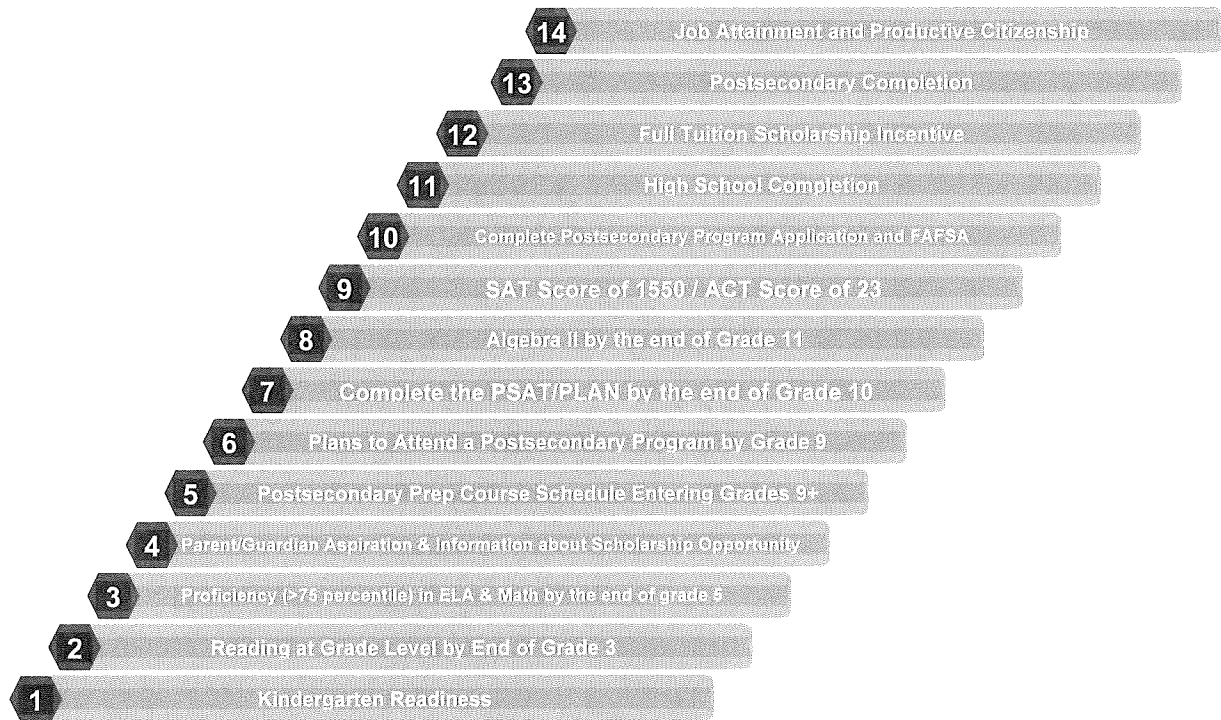 14 Job Attainment and Productive Citizenship
13 Postsecondary Completion
12 Full Tuition Scholarship Incentive
11 High School Completion
10 Complete Postsecondary Program Application and FAFSA
9 SAT Score of 1550 / ACT Score of 23
8 Algebra II by the end of Grade 11
7 Complete the PSAT/PLAN by the end of Grade 10
6 Plans to Attend a Postsecondary Program by Grade 9
5 Postsecondary Prep Course Schedule Entering Grades 9+
4 Parent/Guardian Aspiration & Information about Scholarship Opportunity
3 Proficiency (>75 percentile) in ELA & Math by the end of grade 5
2 Reading at Grade Level by End of Grade 3
1 Kindergarten Readiness